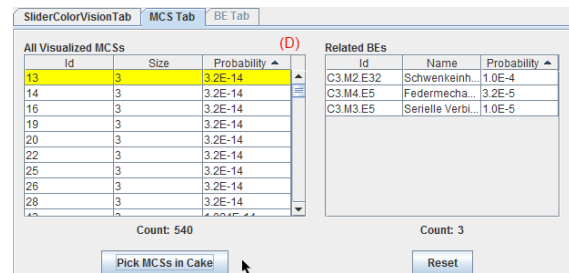 SliderColorVisionTab MCS Tab BE Tab
(D)
All Visualized MCSs Related BEs
Id Size Probability Id Name Probability
13 3 3.2E-14 C3.M2.E32 Schwenkeinh... 1.0E-4
14 3 3.2E-14 C3.M4.E5 Federmecha... 3.2E-5
16 3 3.2E-14 C3.M3.E5 Serielle Verbi... 1.0E-5
19 3 3.2E-14
20 3 3.2E-14
22 3 3.2E-14
25 3 3.2E-14
26 3 3.2E-14
28 3 3.2E-14
Count: 540 Count: 3
Pick MCSs in Cake Reset